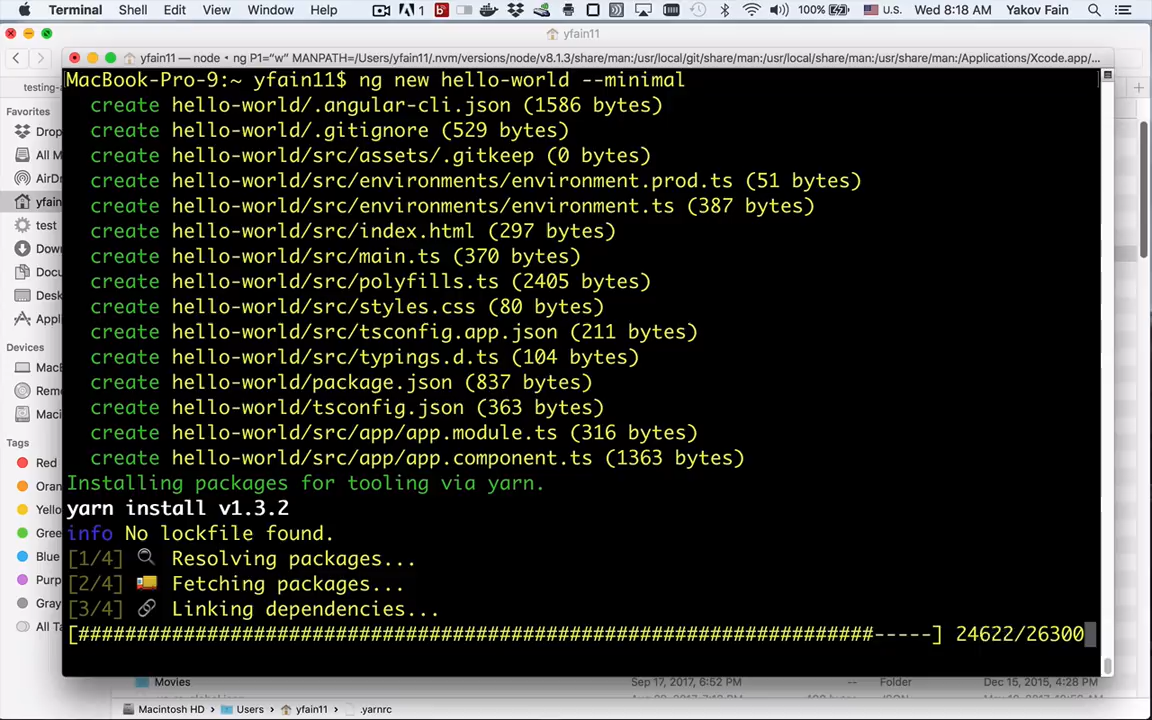 Terminal Shell Edit View Window Help 1 100% U.S. Wed 8:18 AM Yakov Fain
yfain11
yfain11 — node ‹ ng P1="w" MANPATH=/Users/yfain11/.nvm/versions/node/v8.1.3/share/man:/usr/local/git/share/man:/usr/local/share/man:/usr/share/man:/Applications/Xcode.app/...
testing-a
Favorites
Drop
All M
AirDr
yfain
test
Down
Docu
Desk
Appl
Devices
MacB
Remo
Macin
Tags
Red
Oran
Yello
Gree
Blue
Purp
Gray
All Ta
MacBook-Pro-9:~ yfain11$ ng new hello-world --minimal
create hello-world/.angular-cli.json (1586 bytes)
create hello-world/.gitignore (529 bytes)
create hello-world/src/assets/.gitkeep (0 bytes)
create hello-world/src/environments/environment.prod.ts (51 bytes)
create hello-world/src/environments/environment.ts (387 bytes)
create hello-world/src/index.html (297 bytes)
create hello-world/src/main.ts (370 bytes)
create hello-world/src/polyfills.ts (2405 bytes)
create hello-world/src/styles.css (80 bytes)
create hello-world/src/tsconfig.app.json (211 bytes)
create hello-world/src/typings.d.ts (104 bytes)
create hello-world/package.json (837 bytes)
create hello-world/tsconfig.json (363 bytes)
create hello-world/src/app/app.module.ts (316 bytes)
create hello-world/src/app/app.component.ts (1363 bytes)
Installing packages for tooling via yarn.
yarn install v1.3.2
info No lockfile found.
[1/4] 🔍 Resolving packages...
[2/4] 🚚 Fetching packages...
[3/4] 🔗 Linking dependencies...
[####################################################################-----] 24622/26300
Movies Sep 17, 2017, 6:52 PM -- Folder Dec 15, 2015, 4:28 PM
Macintosh HD › Users › yfain11 › .yarnrc